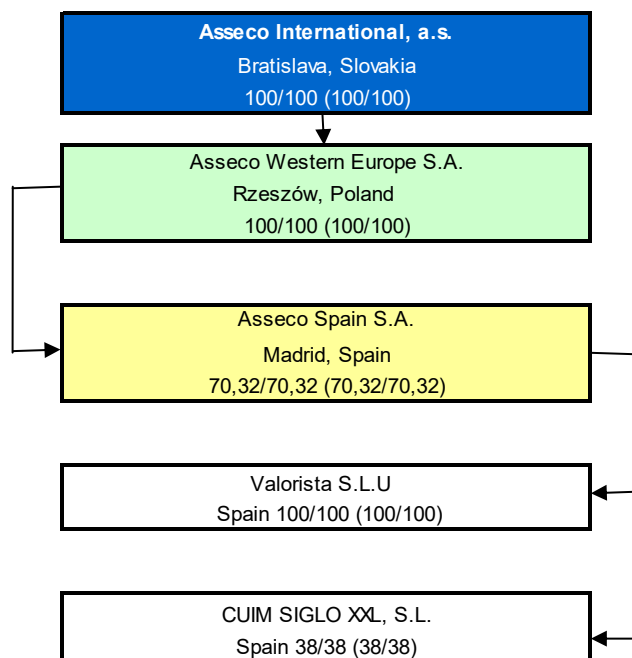 Asseco International, a.s.
Bratislava, Slovakia
100/100 (100/100)
Asseco Western Europe S.A.
Rzeszów, Poland
100/100 (100/100)
Asseco Spain S.A.
Madrid, Spain
70,32/70,32 (70,32/70,32)
Valorista S.L.U
Spain 100/100 (100/100)
CUIM SIGLO XXL, S.L.
Spain 38/38 (38/38)